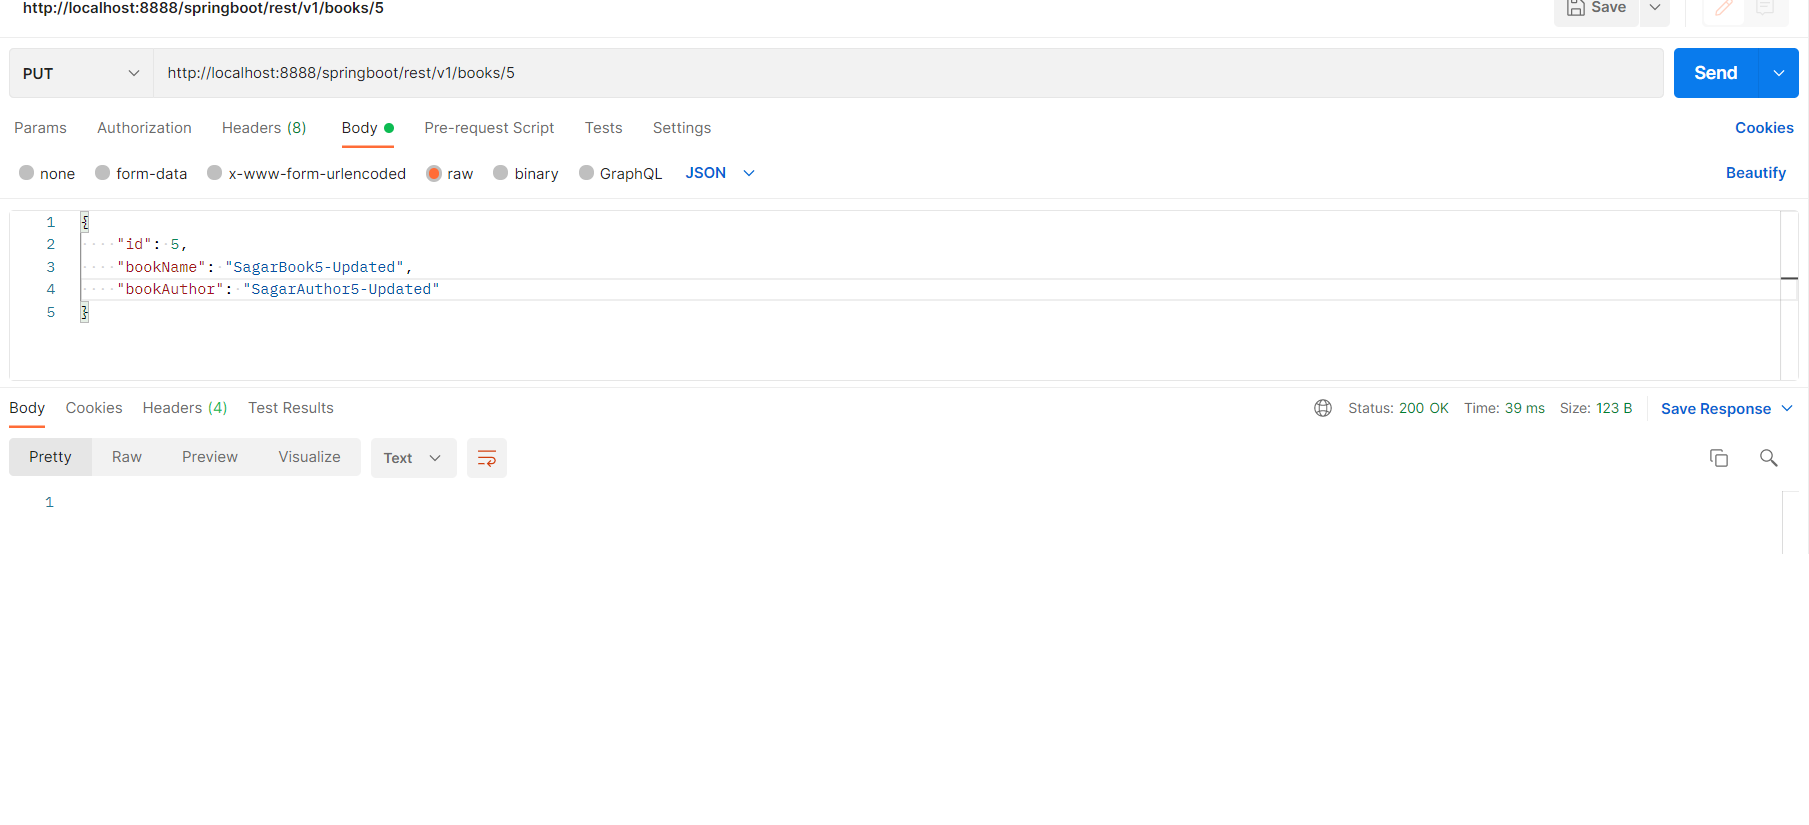 http://localhost:8888/springboot/rest/v1/books/5
Save
PUT http://localhost:8888/springboot/rest/v1/books/5 Send
Params Authorization Headers (8) Body Pre-request Script Tests Settings Cookies
none form-data x-www-form-urlencoded raw binary GraphQL JSON Beautify
1 {
2 "id": 5,
3 "bookName": "SagarBook5-Updated",
4 "bookAuthor": "SagarAuthor5-Updated"
5 }
Body Cookies Headers (4) Test Results Status: 200 OK Time: 39 ms Size: 123 B Save Response
Pretty Raw Preview Visualize Text
1